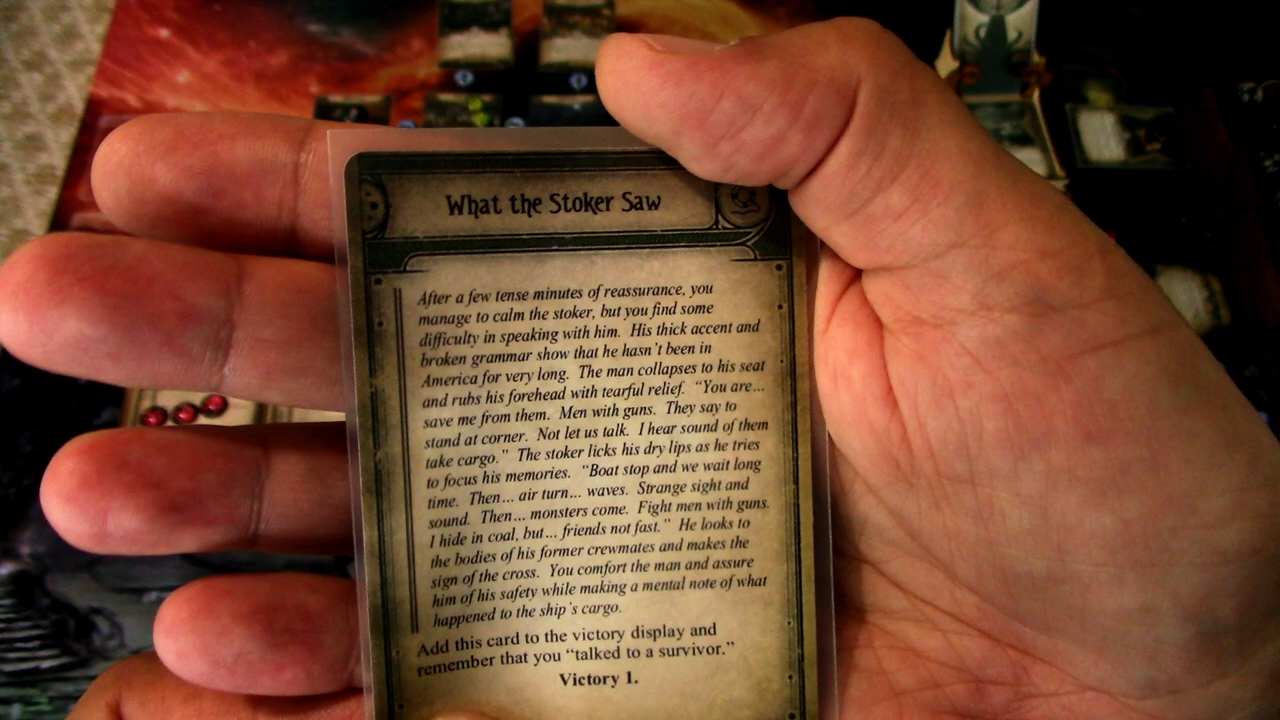 What the Stoker Saw
After a few tense minutes of reassurance, you
manage to calm the stoker, but you find some
difficulty in speaking with him. His thick accent and
broken grammar show that he hasn't been in
America for very long. The man collapses to his seat
and rubs his forehead with tearful relief. “You are...
save me from them. Men with guns. They say to
stand at corner. Not let us talk. I hear sound of them
take cargo.” The stoker licks his dry lips as he tries
to focus his memories. “Boat stop and we wait long
time. Then... air turn... waves. Strange sight and
sound. Then... monsters come. Fight men with guns.
I hide in coal, but... friends not fast.” He looks to
the bodies of his former crewmates and makes the
sign of the cross. You comfort the man and assure
him of his safety while making a mental note of what
happened to the ship's cargo.
Add this card to the victory display and
remember that you “talked to a survivor.”
Victory 1.